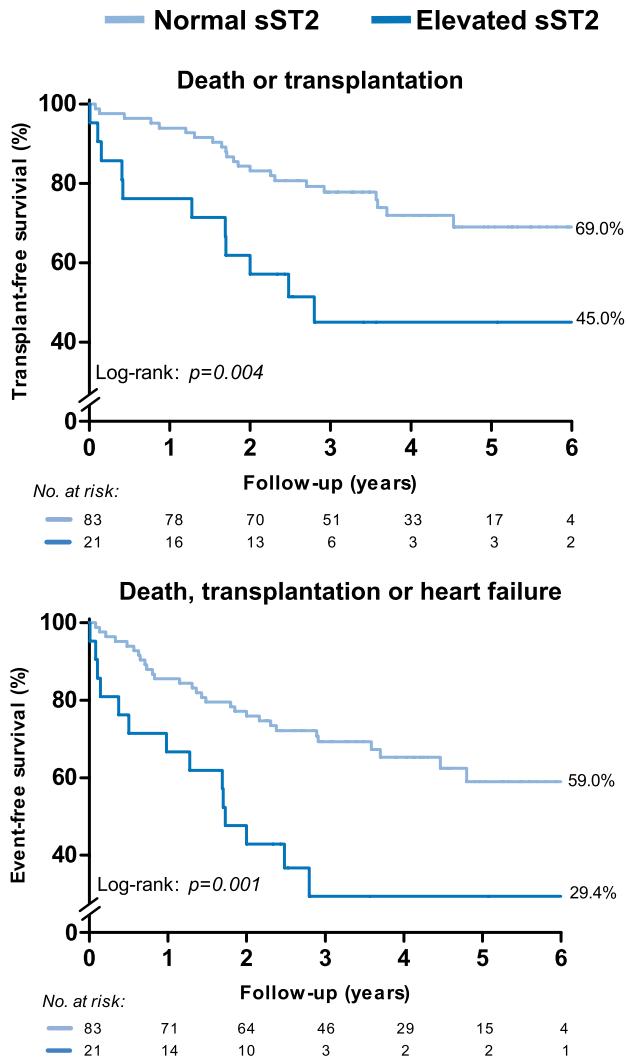 Normal sST2 Elevated sST2
Death or transplantation
Transplant-free survivial (%)
100
80
60
40
0
69.0%
45.0%
Log-rank: p=0.004
0 1 2 3 4 5 6
Follow-up (years)
No. at risk:
83 78 70 51 33 17 4
21 16 13 6 3 3 2
Death, transplantation or heart failure
Event-free survival (%)
100
80
60
40
0
59.0%
29.4%
Log-rank: p=0.001
0 1 2 3 4 5 6
Follow-up (years)
No. at risk:
83 71 64 46 29 15 4
21 14 10 3 2 2 1